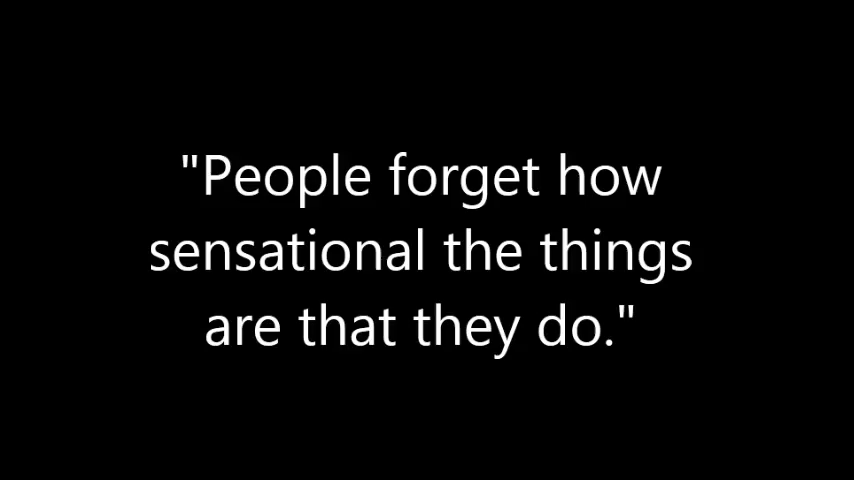 "People forget how
sensational the things
are that they do."